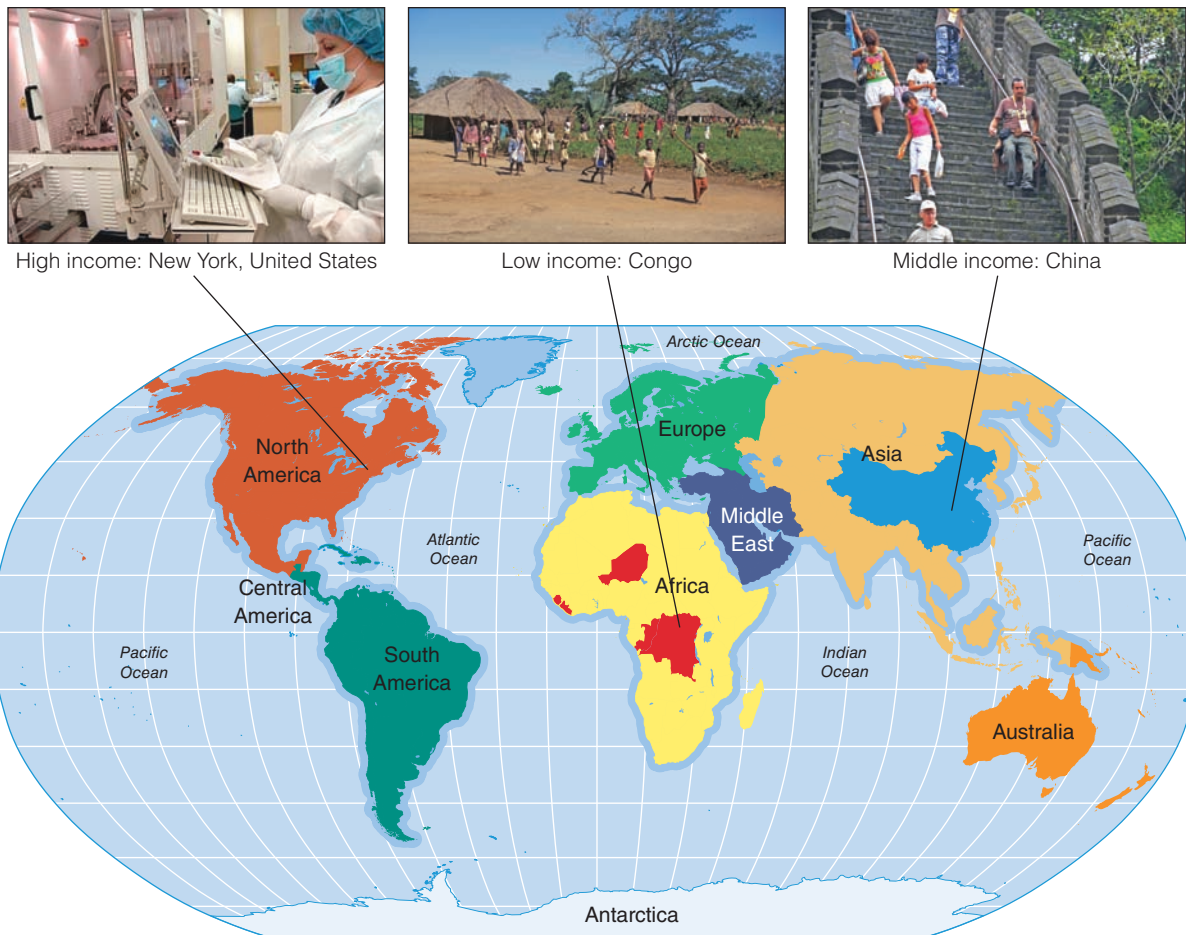 High income: New York, United States
Low income: Congo
Middle income: China
Arctic Ocean
North
America
Europe
Asia
Atlantic
Ocean
Middle
East
Pacific
Ocean
Central
America
Africa
Pacific
Ocean
South
America
Indian
Ocean
Australia
Antarctica